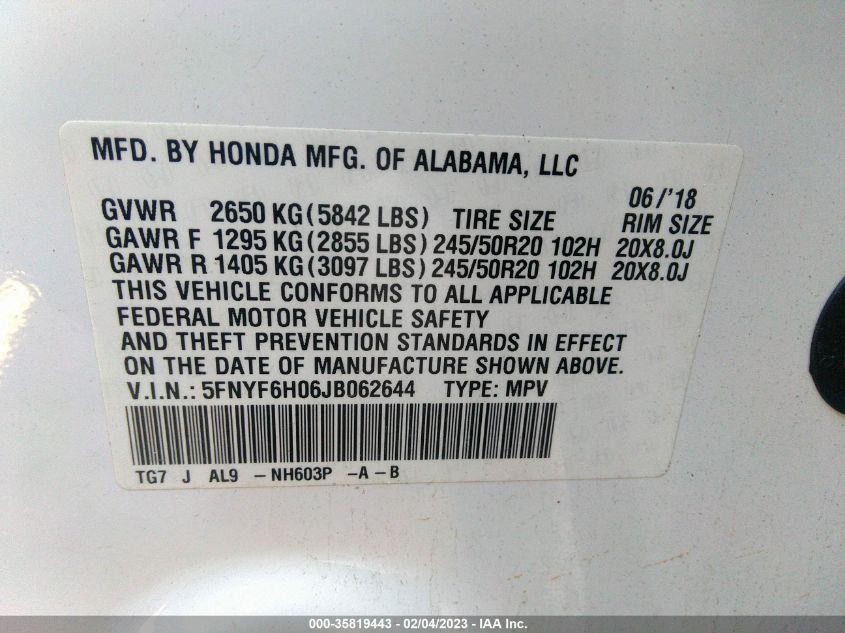 MFD. BY HONDA MFG. OF ALABAMA, LLC
06/'18
GVWR 2650 KG (5842 LBS) TIRE SIZE RIM SIZE
GAWR F 1295 KG (2855 LBS) 245/50R20 102H 20X8.0J
GAWR R 1405 KG (3097 LBS) 245/50R20 102H 20X8.0J
THIS VEHICLE CONFORMS TO ALL APPLICABLE
FEDERAL MOTOR VEHICLE SAFETY
AND THEFT PREVENTION STANDARDS IN EFFECT
ON THE DATE OF MANUFACTURE SHOWN ABOVE.
V.I.N.: 5FNYF6H06JB062644 TYPE: MPV
TG7 J AL9 -NH603P -A -B
000-35819443 - 02/04/2023 - IAA Inc.